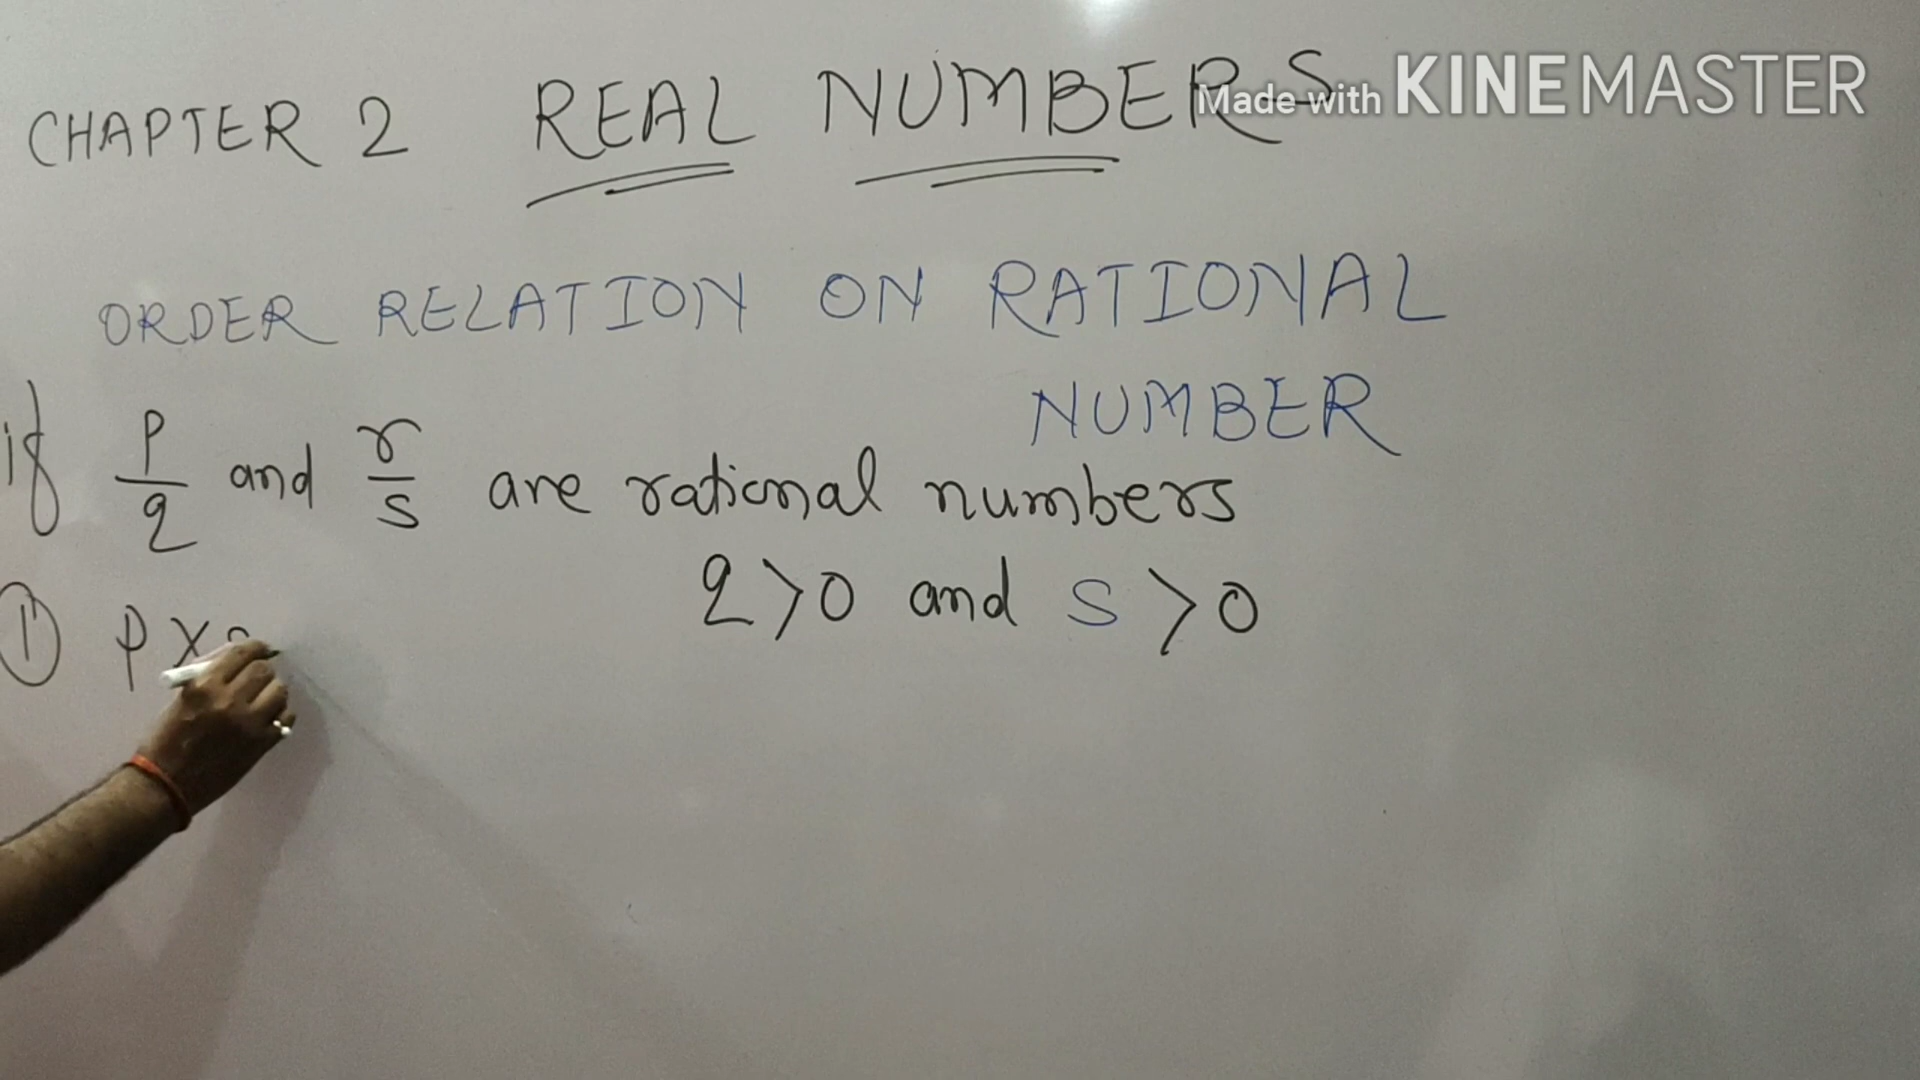 CHAPTER 2 REAL NUMBERS
Made with KINEMASTER
ORDER RELATION ON RATIONAL
NUMBER
if p/q and r/s are rational numbers
q>0 and s>0
① p×